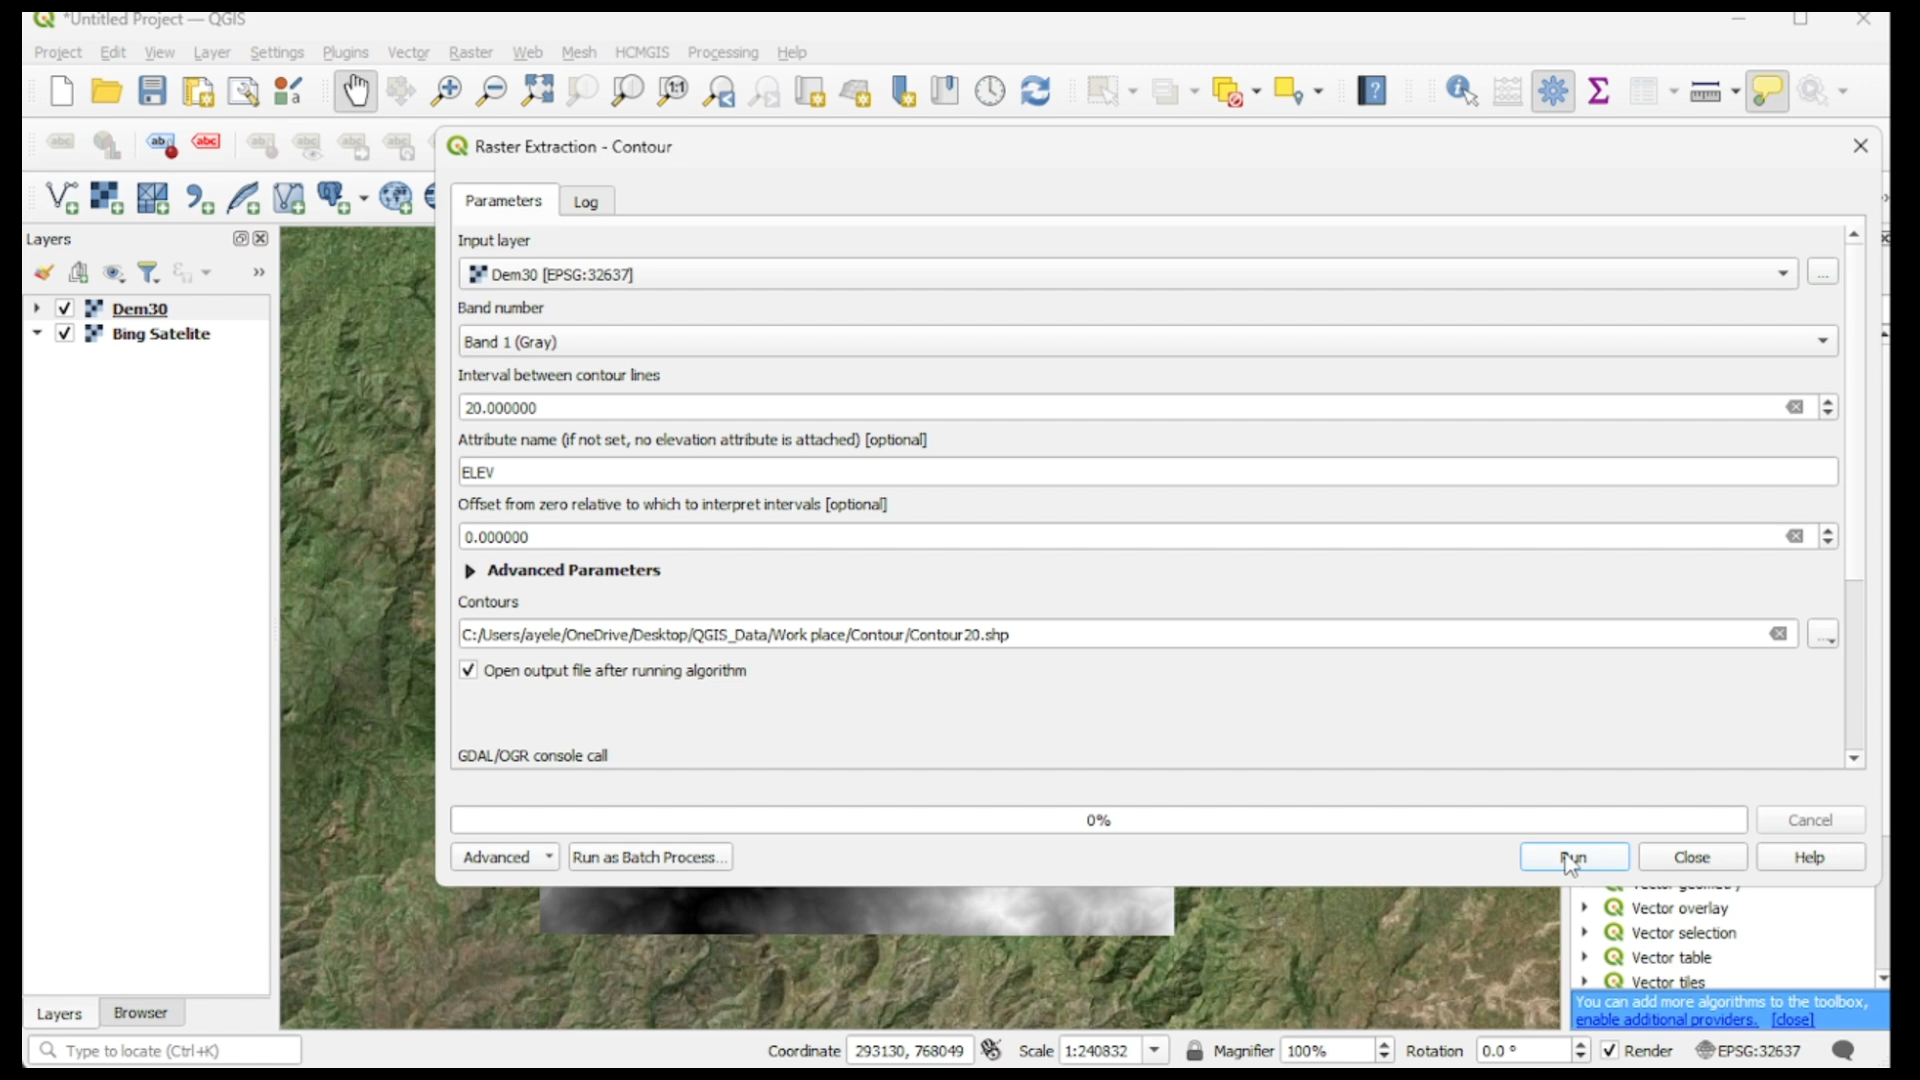 *Untitled Project — QGIS
Project Edit View Layer Settings Plugins Vector Raster Web Mesh HCMGIS Processing Help
Raster Extraction - Contour
Parameters Log
Layers
Input layer
Dem30 [EPSG:32637]
Dem30
Bing Satelite
Band number
Band 1 (Gray)
Interval between contour lines
20.000000
Attribute name (if not set, no elevation attribute is attached) [optional]
ELEV
Offset from zero relative to which to interpret intervals [optional]
0.000000
Advanced Parameters
Contours
C:/Users/ayele/OneDrive/Desktop/QGIS_Data/Work place/Contour/Contour20.shp
Open output file after running algorithm
GDAL/OGR console call
0% Cancel
Advanced Run as Batch Process... Run Close Help
Vector geometry
Vector overlay
Vector selection
Vector table
Vector tiles
You can add more algorithms to the toolbox,
enable additional providers. [close]
Layers Browser
Type to locate (Ctrl+K) Coordinate 293130, 768049 Scale 1:240832 Magnifier 100% Rotation 0.0 ° Render EPSG:32637